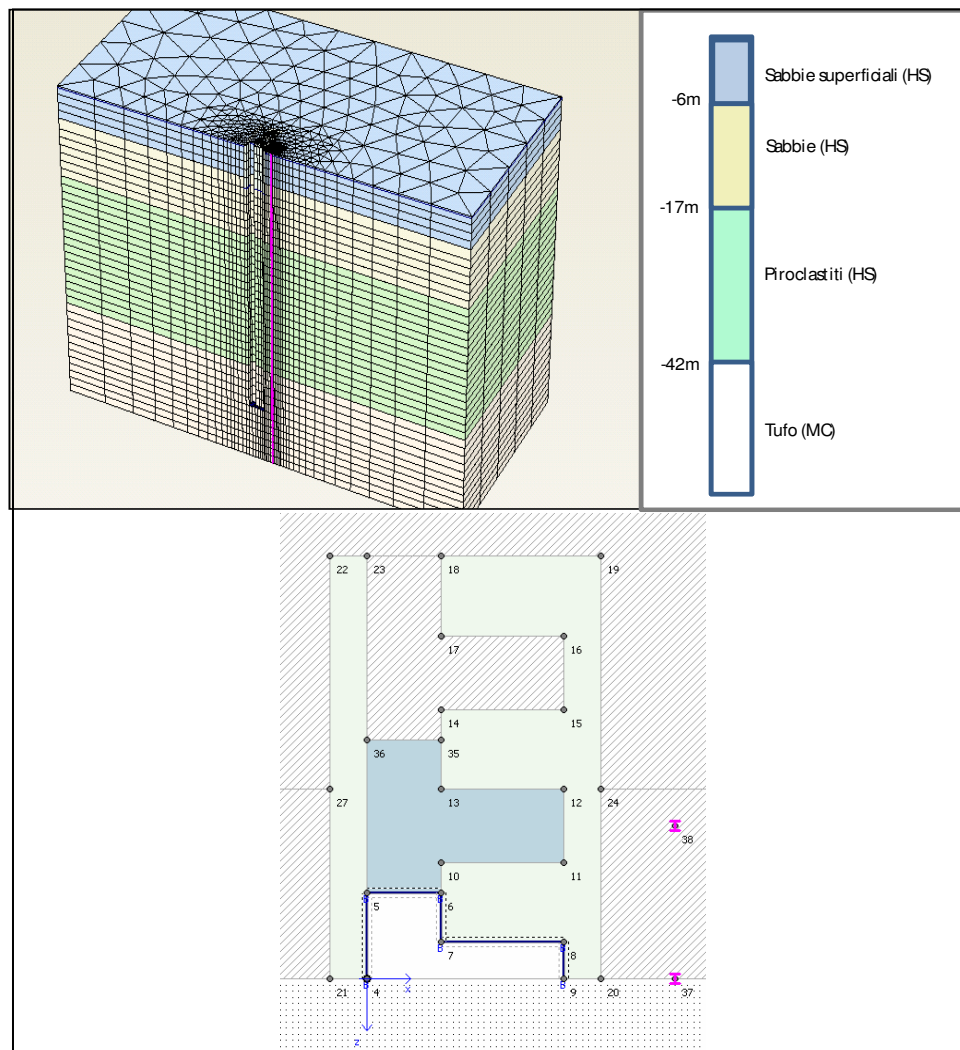 Sabbie superficiali (HS)
-6m
Sabbie (HS)
-17m
Piroclastiti (HS)
-42m
Tufo (MC)
22 23 18 19
17 16
14 15
36 35
27 13 12 24
38
10 11
5 6
B B
7 8
B B
21 4 x 9 20 37
B B
z